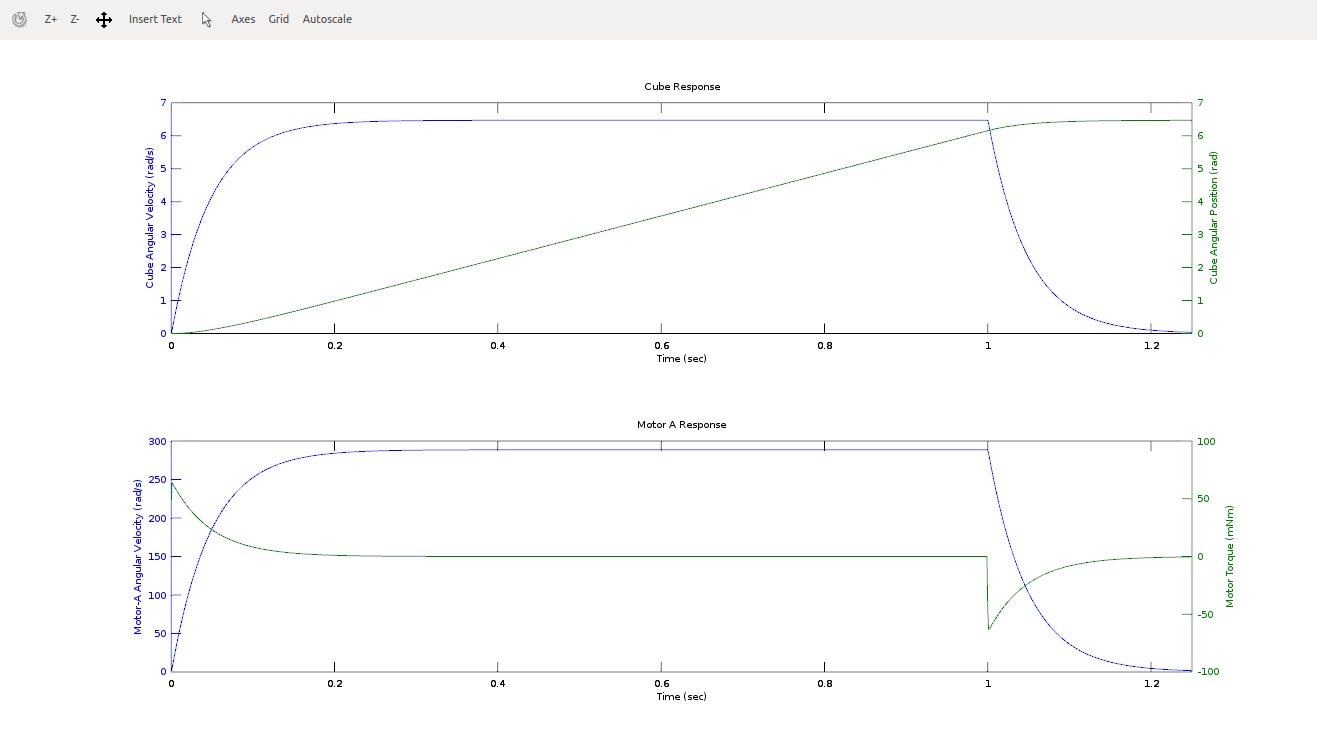 Z+ Z- Insert Text Axes Grid Autoscale
Cube Response
7
6
5
4
3
2
1
0
Cube Angular Velocity (rad/s)
7
6
5
4
3
2
1
0
Cube Angular Position (rad)
0 0.2 0.4 0.6 0.8 1 1.2
Time (sec)
Motor A Response
300
250
200
150
100
50
0
Motor-A Angular Velocity (rad/s)
100
50
0
-50
-100
Motor Torque (mNm)
0 0.2 0.4 0.6 0.8 1 1.2
Time (sec)